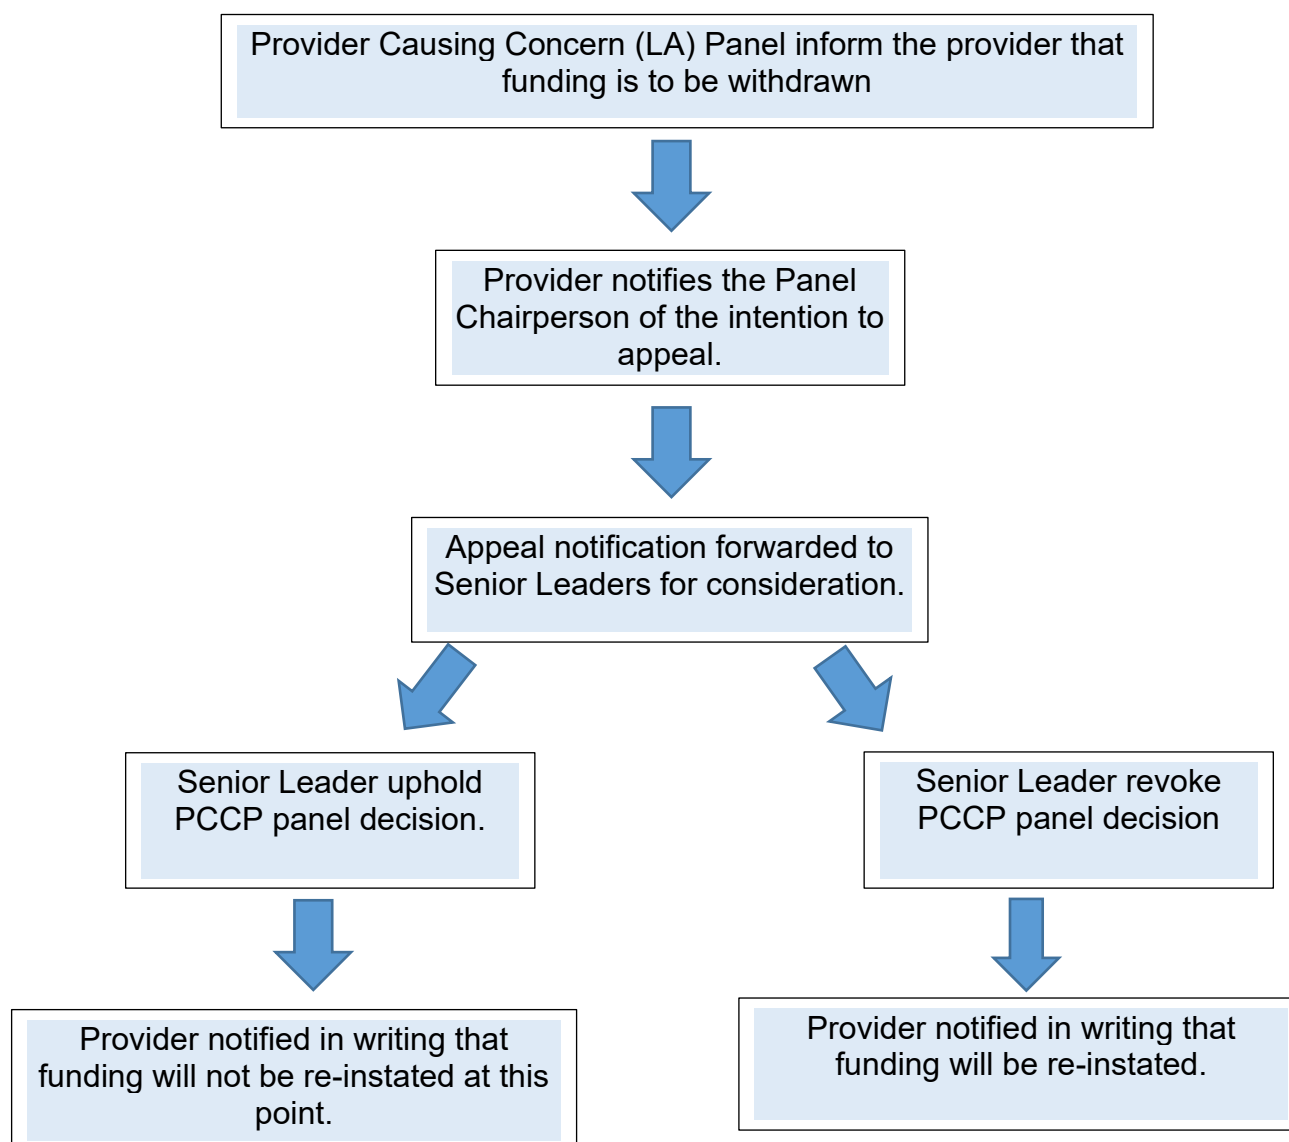 Provider Causing Concern (LA) Panel inform the provider that
funding is to be withdrawn
Provider notifies the Panel
Chairperson of the intention to
appeal.
Appeal notification forwarded to
Senior Leaders for consideration.
Senior Leader uphold
PCCP panel decision.
Senior Leader revoke
PCCP panel decision
Provider notified in writing that
funding will not be re-instated at this
point.
Provider notified in writing that
funding will be re-instated.